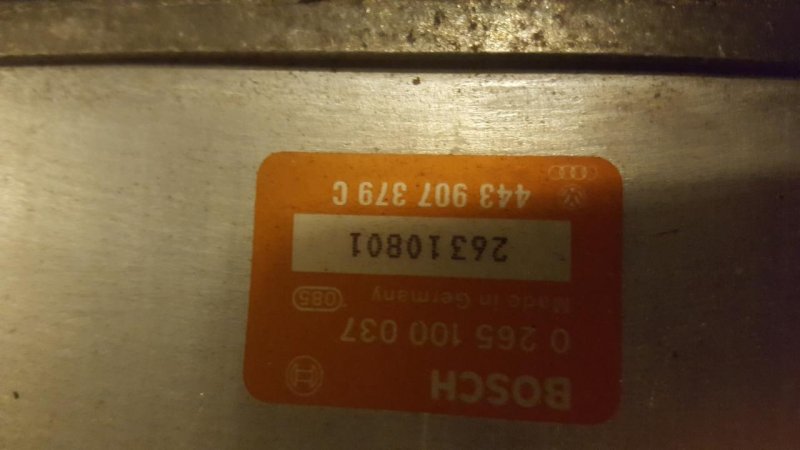 BOSCH
0 265 100 037
Made in Germany 085
26310801
443 907 379 C